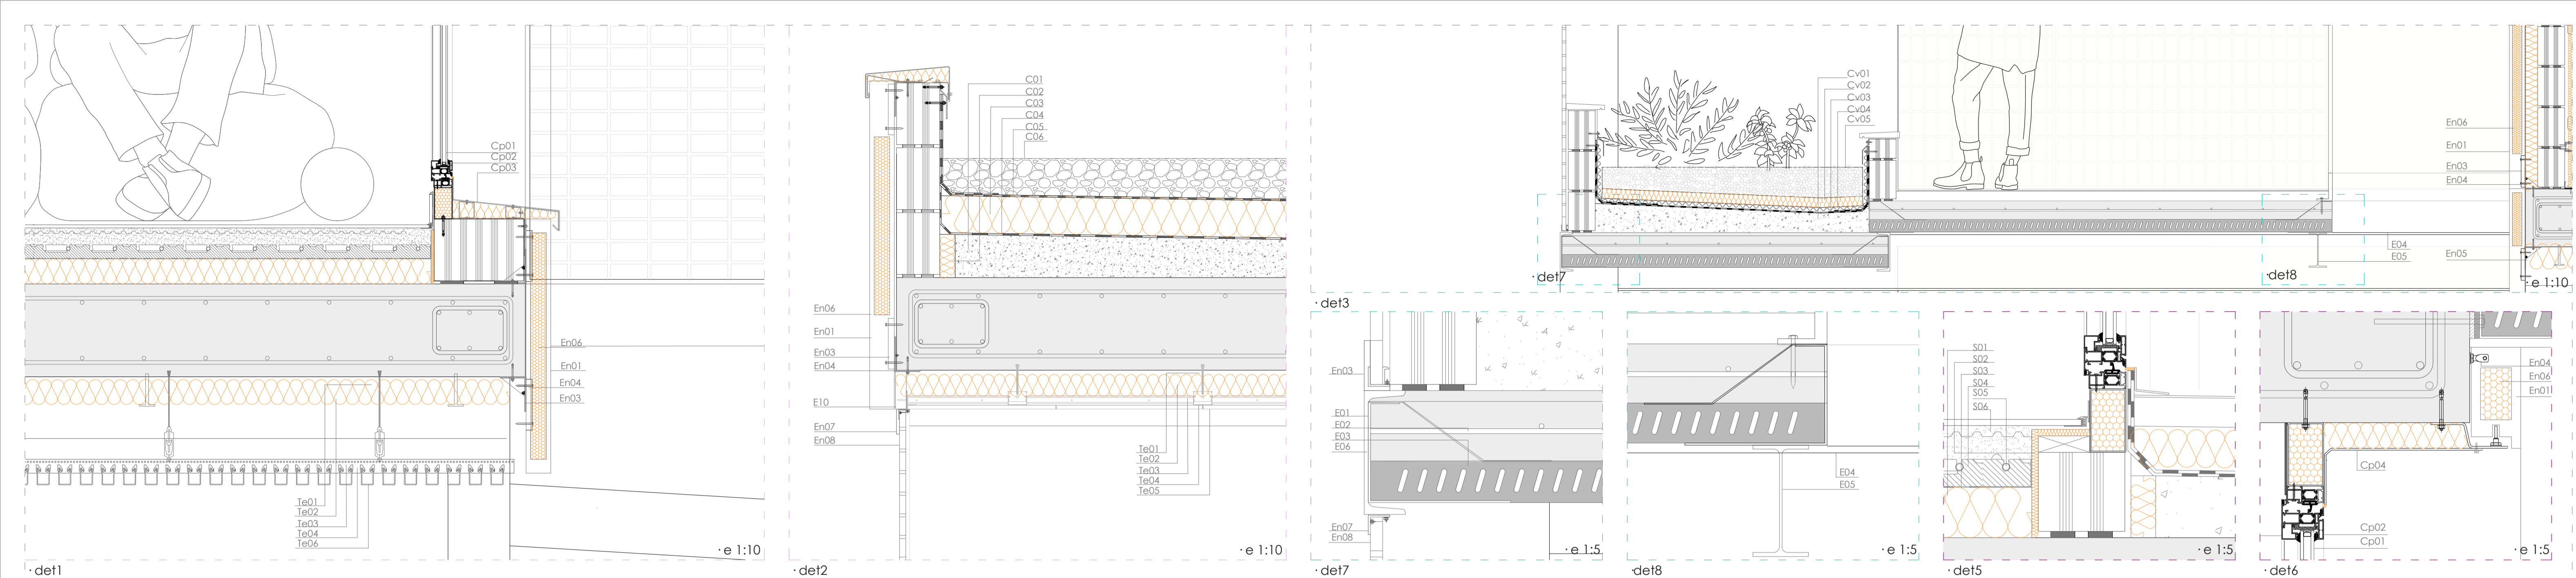 Cp01
Cp02
Cp03
En06
En01
En04
En03
Te01
Te02
Te03
Te04
Te06
· e 1:10
· det1
C01
C02
C03
C04
C05
C06
En06
En01
En03
En04
E10
En07
En08
Te01
Te02
Te03
Te04
Te05
· e 1:10
· det2
Cv01
Cv02
Cv03
Cv04
Cv05
En06
En01
En03
En04
E04
E05
En05
· det7
· det8
· e 1:10
· det3
En03
E01
E02
E03
E06
En07
En08
· e 1:5
· det7
E04
E05
· e 1:5
· det8
S01
S02
S03
S04
S05
S06
· e 1:5
· det5
En04
En06
En01
Cp04
Cp02
Cp01
· e 1:5
· det6